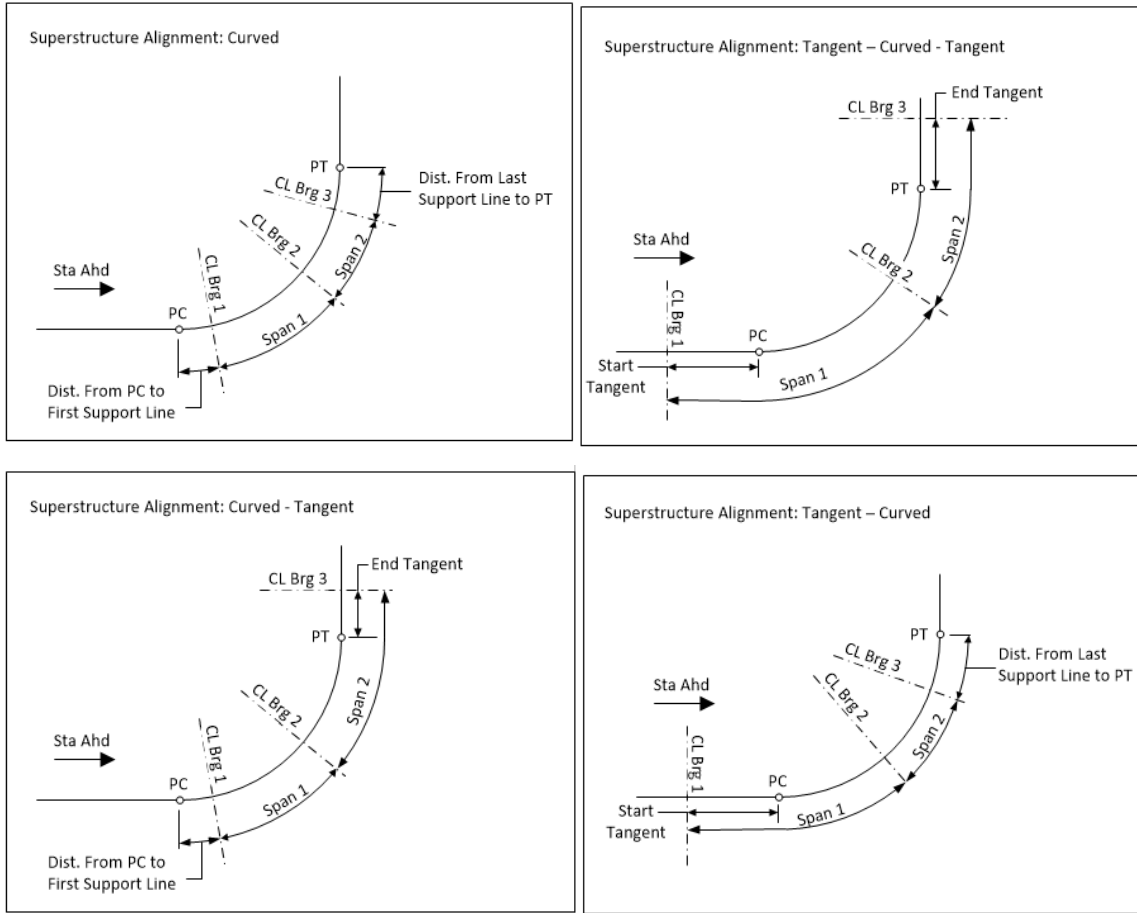 Superstructure Alignment: Curved
PT
CL Brg 3
Dist. From Last
Support Line to PT
CL Brg 2
Span 2
Sta Ahd
CL Brg 1
PC
Span 1
Dist. From PC to
First Support Line
Superstructure Alignment: Tangent – Curved - Tangent
End Tangent
CL Brg 3
PT
Span 2
CL Brg 2
Sta Ahd
CL Brg 1
PC
Start
Tangent
Span 1
Superstructure Alignment: Curved - Tangent
End Tangent
CL Brg 3
PT
CL Brg 2
Span 2
Sta Ahd
CL Brg 1
PC
Span 1
Dist. From PC to
First Support Line
Superstructure Alignment: Tangent – Curved
PT
CL Brg 3
Dist. From Last
Support Line to PT
CL Brg 2
Sta Ahd
Span 2
CL Brg 1
PC
Start
Tangent
Span 1